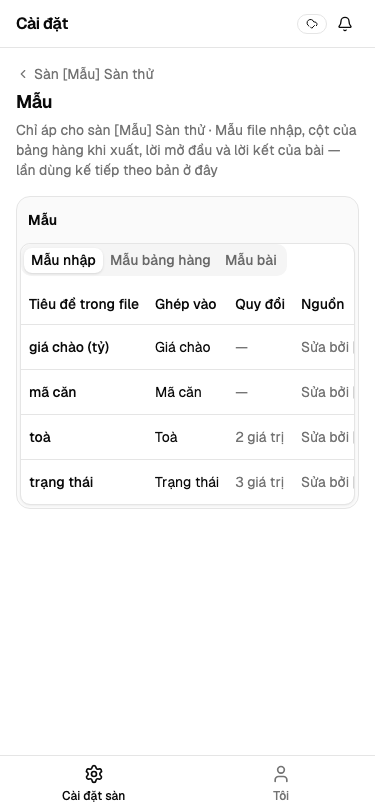 Cài đặt
Sàn [Mẫu] Sàn thử
Mẫu
Chỉ áp cho sàn [Mẫu] Sàn thử · Mẫu file nhập, cột của
bảng hàng khi xuất, lời mở đầu và lời kết của bài —
lần dùng kế tiếp theo bản ở đây
Mẫu
Mẫu nhập Mẫu bảng hàng Mẫu bài
Tiêu đề trong file Ghép vào Quy đổi Nguồn
giá chào (tỷ) Giá chào — Sửa bởi
mã căn Mã căn — Sửa bởi
toà Toà 2 giá trị Sửa bởi
trạng thái Trạng thái 3 giá trị Sửa bởi
Cài đặt sàn Tôi